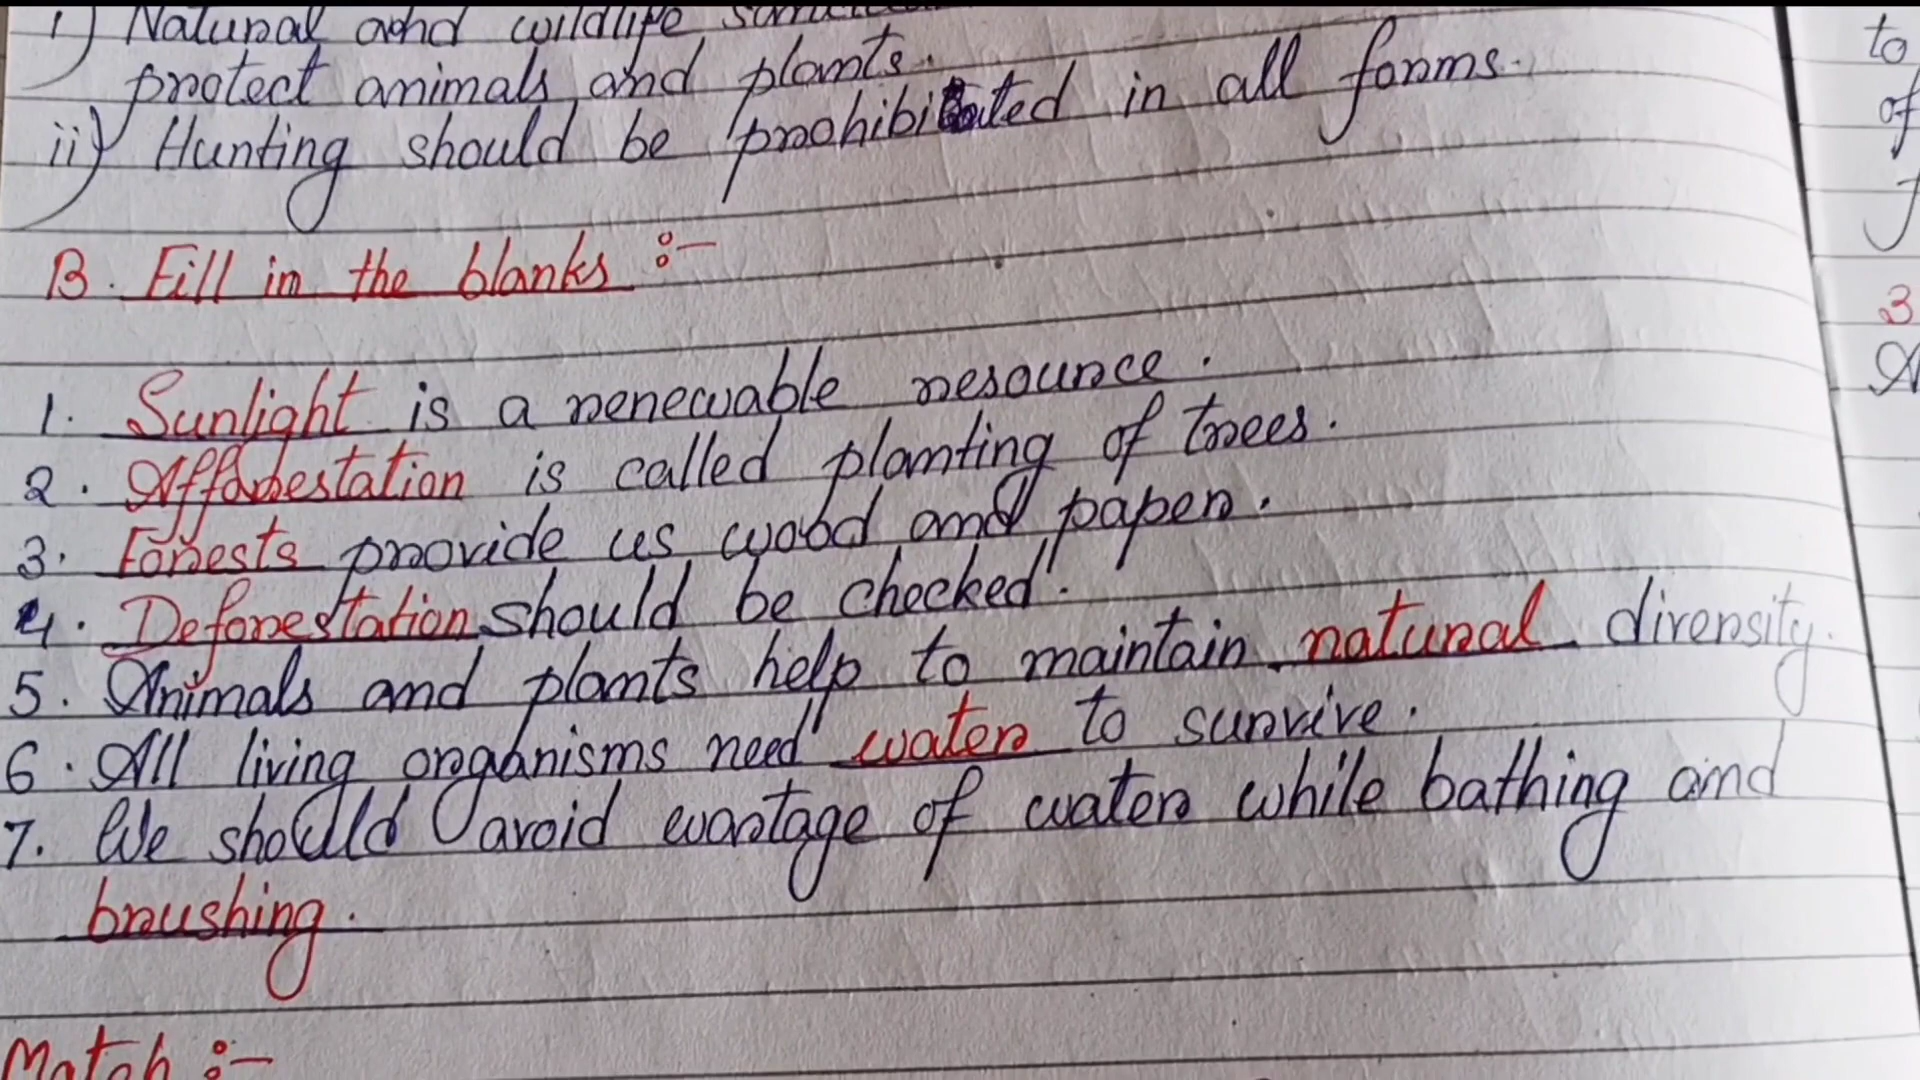 i) Natural and wildlife
protect animals and plants.
ii) Hunting should be prohibited in all forms.
B. Fill in the blanks :-
1. Sunlight is a renewable resource.
2. Afforestation is called planting of trees.
3. Forests provide us wood and paper.
4. Deforestation should be checked.
5. Animals and plants help to maintain natural diversity.
6. All living organisms need water to survive.
7. We should avoid wastage of water while bathing and
brushing.
Match :-
to
of
3